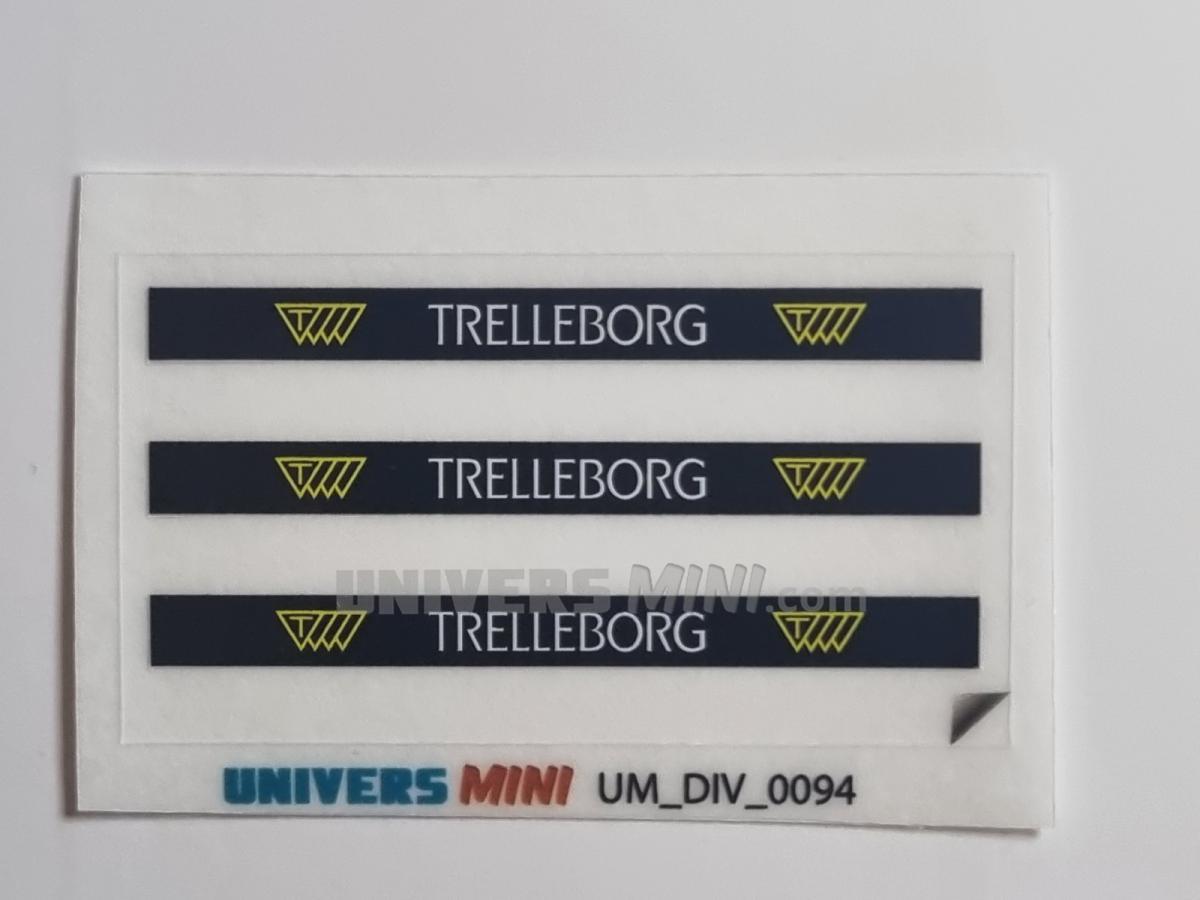 T TRELLEBORG T
T TRELLEBORG T
UNIVERS MINI.com
T TRELLEBORG T
UNIVERS MINI UM_DIV_0094